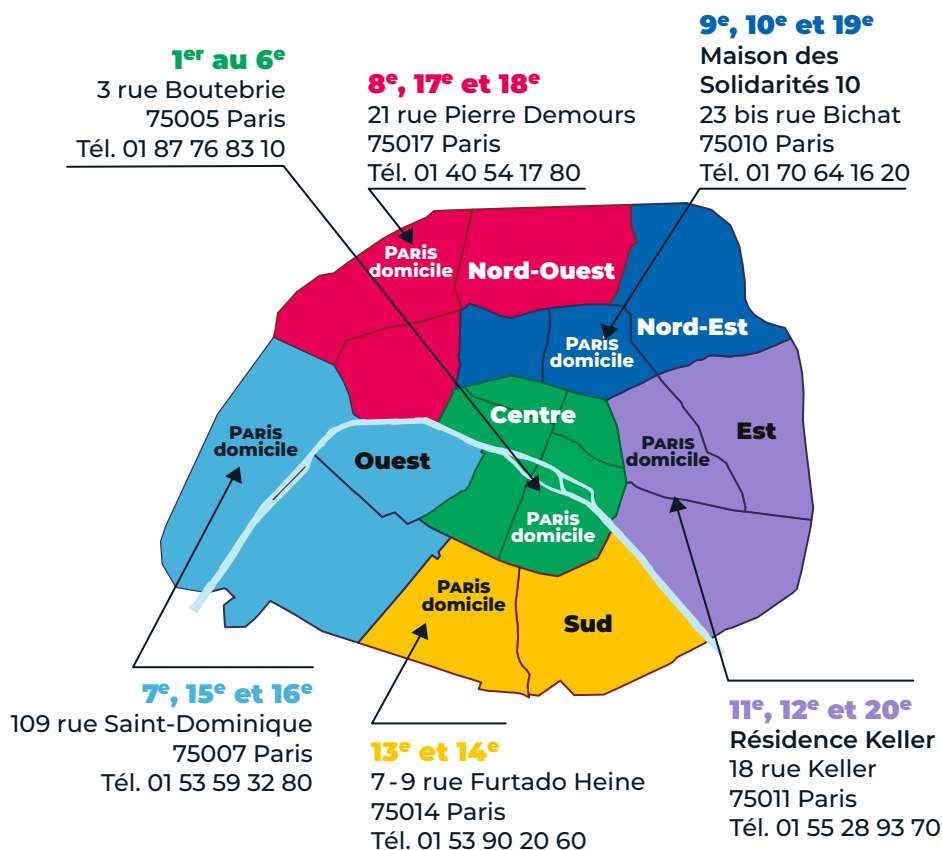 1er au 6e
3 rue Boutebrie
75005 Paris
Tél. 01 87 76 83 10
8e, 17e et 18e
21 rue Pierre Demours
75017 Paris
Tél. 01 40 54 17 80
9e, 10e et 19e
Maison des
Solidarités 10
23 bis rue Bichat
75010 Paris
Tél. 01 70 64 16 20
PARIS
domicile
Nord-Ouest
Nord-Est
PARIS
domicile
Centre
PARIS
domicile
Ouest
PARIS
domicile
Est
PARIS
domicile
PARIS
domicile
Sud
7e, 15e et 16e
109 rue Saint-Dominique
75007 Paris
Tél. 01 53 59 32 80
13e et 14e
7-9 rue Furtado Heine
75014 Paris
Tél. 01 53 90 20 60
11e, 12e et 20e
Résidence Keller
18 rue Keller
75011 Paris
Tél. 01 55 28 93 70